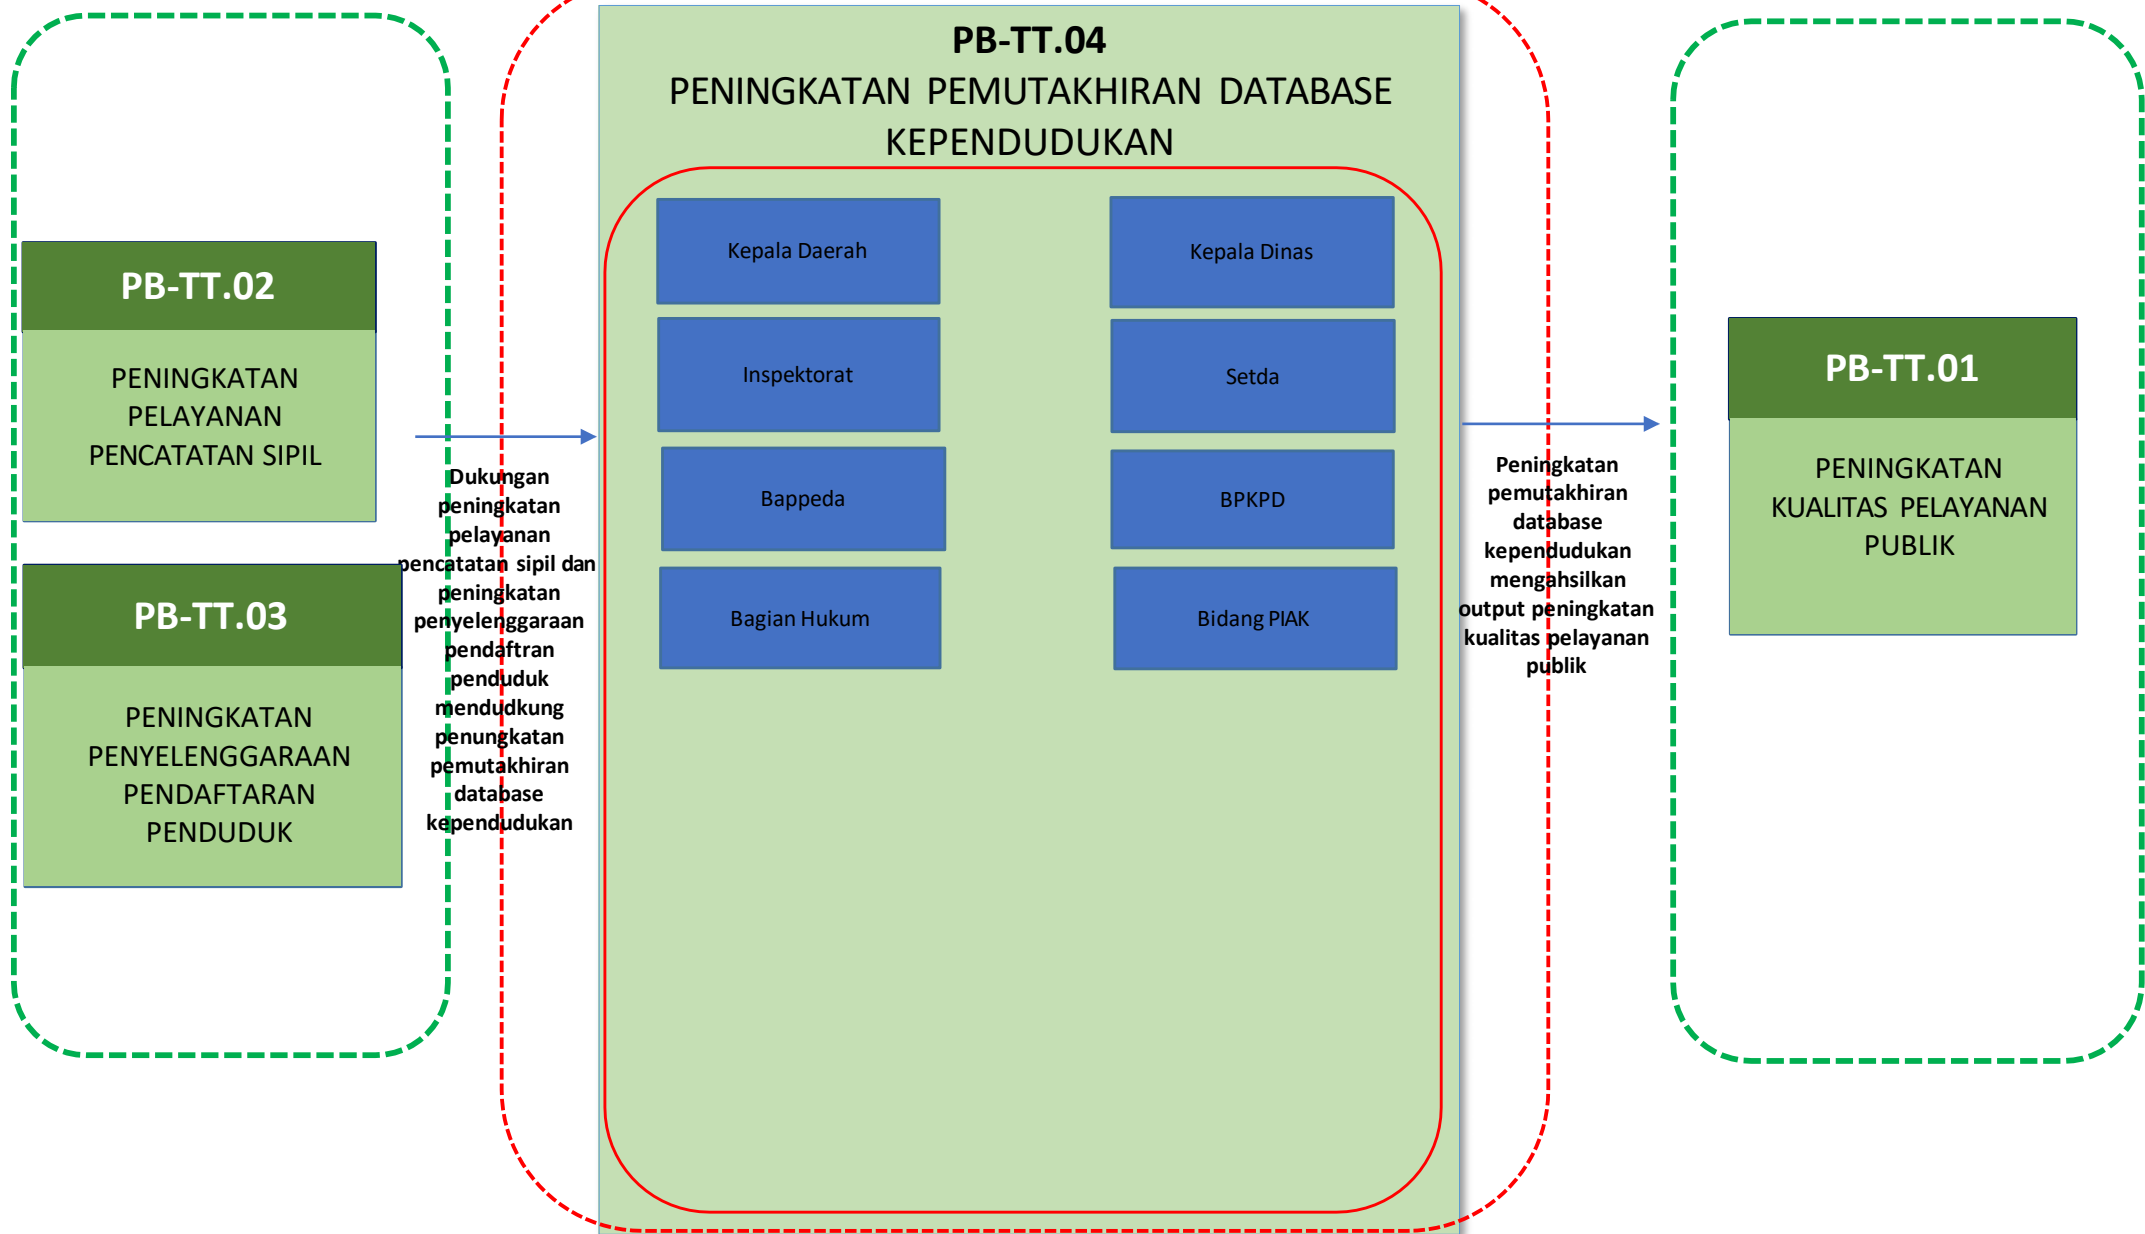 PB-TT.02
PENINGKATAN
PELAYANAN
PENCATATAN SIPIL
PB-TT.03
PENINGKATAN
PENYELENGGARAAN
PENDAFTARAN
PENDUDUK
Dukungan
peningkatan
pelayanan
pencatatan sipil dan
peningkatan
penyelenggaraan
pendaftran
penduduk
mendudkung
penungkatan
pemutakhiran
database
kependudukan
PB-TT.04
PENINGKATAN PEMUTAKHIRAN DATABASE
KEPENDUDUKAN
Kepala Daerah
Kepala Dinas
Inspektorat
Setda
Bappeda
BPKPD
Bagian Hukum
Bidang PIAK
Peningkatan
pemutakhiran
database
kependudukan
mengahsilkan
output peningkatan
kualitas pelayanan
publik
PB-TT.01
PENINGKATAN
KUALITAS PELAYANAN
PUBLIK